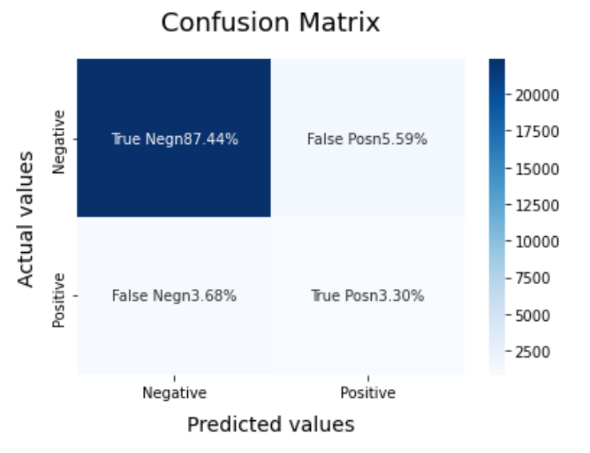 Confusion Matrix
Actual values
Negative
True Negn87.44%
False Posn5.59%
Positive
False Negn3.68%
True Posn3.30%
Negative
Positive
Predicted values
20000
17500
15000
12500
10000
7500
5000
2500